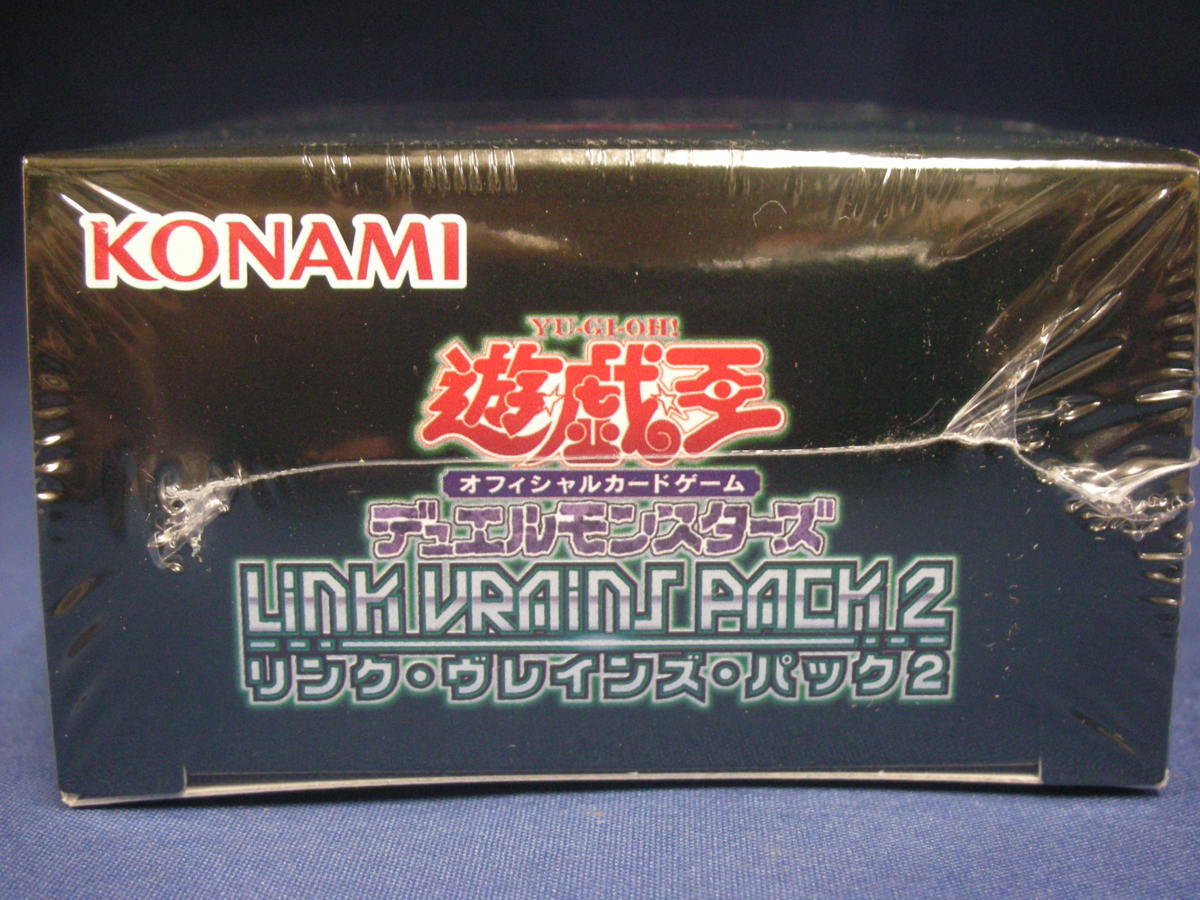 KONAMI
YU-GI-OH!
遊☆戯☆王
オフィシャルカードゲーム
デュエルモンスターズ
LiNK VRAiNS PACK 2
リンク・ヴレインズ・パック2